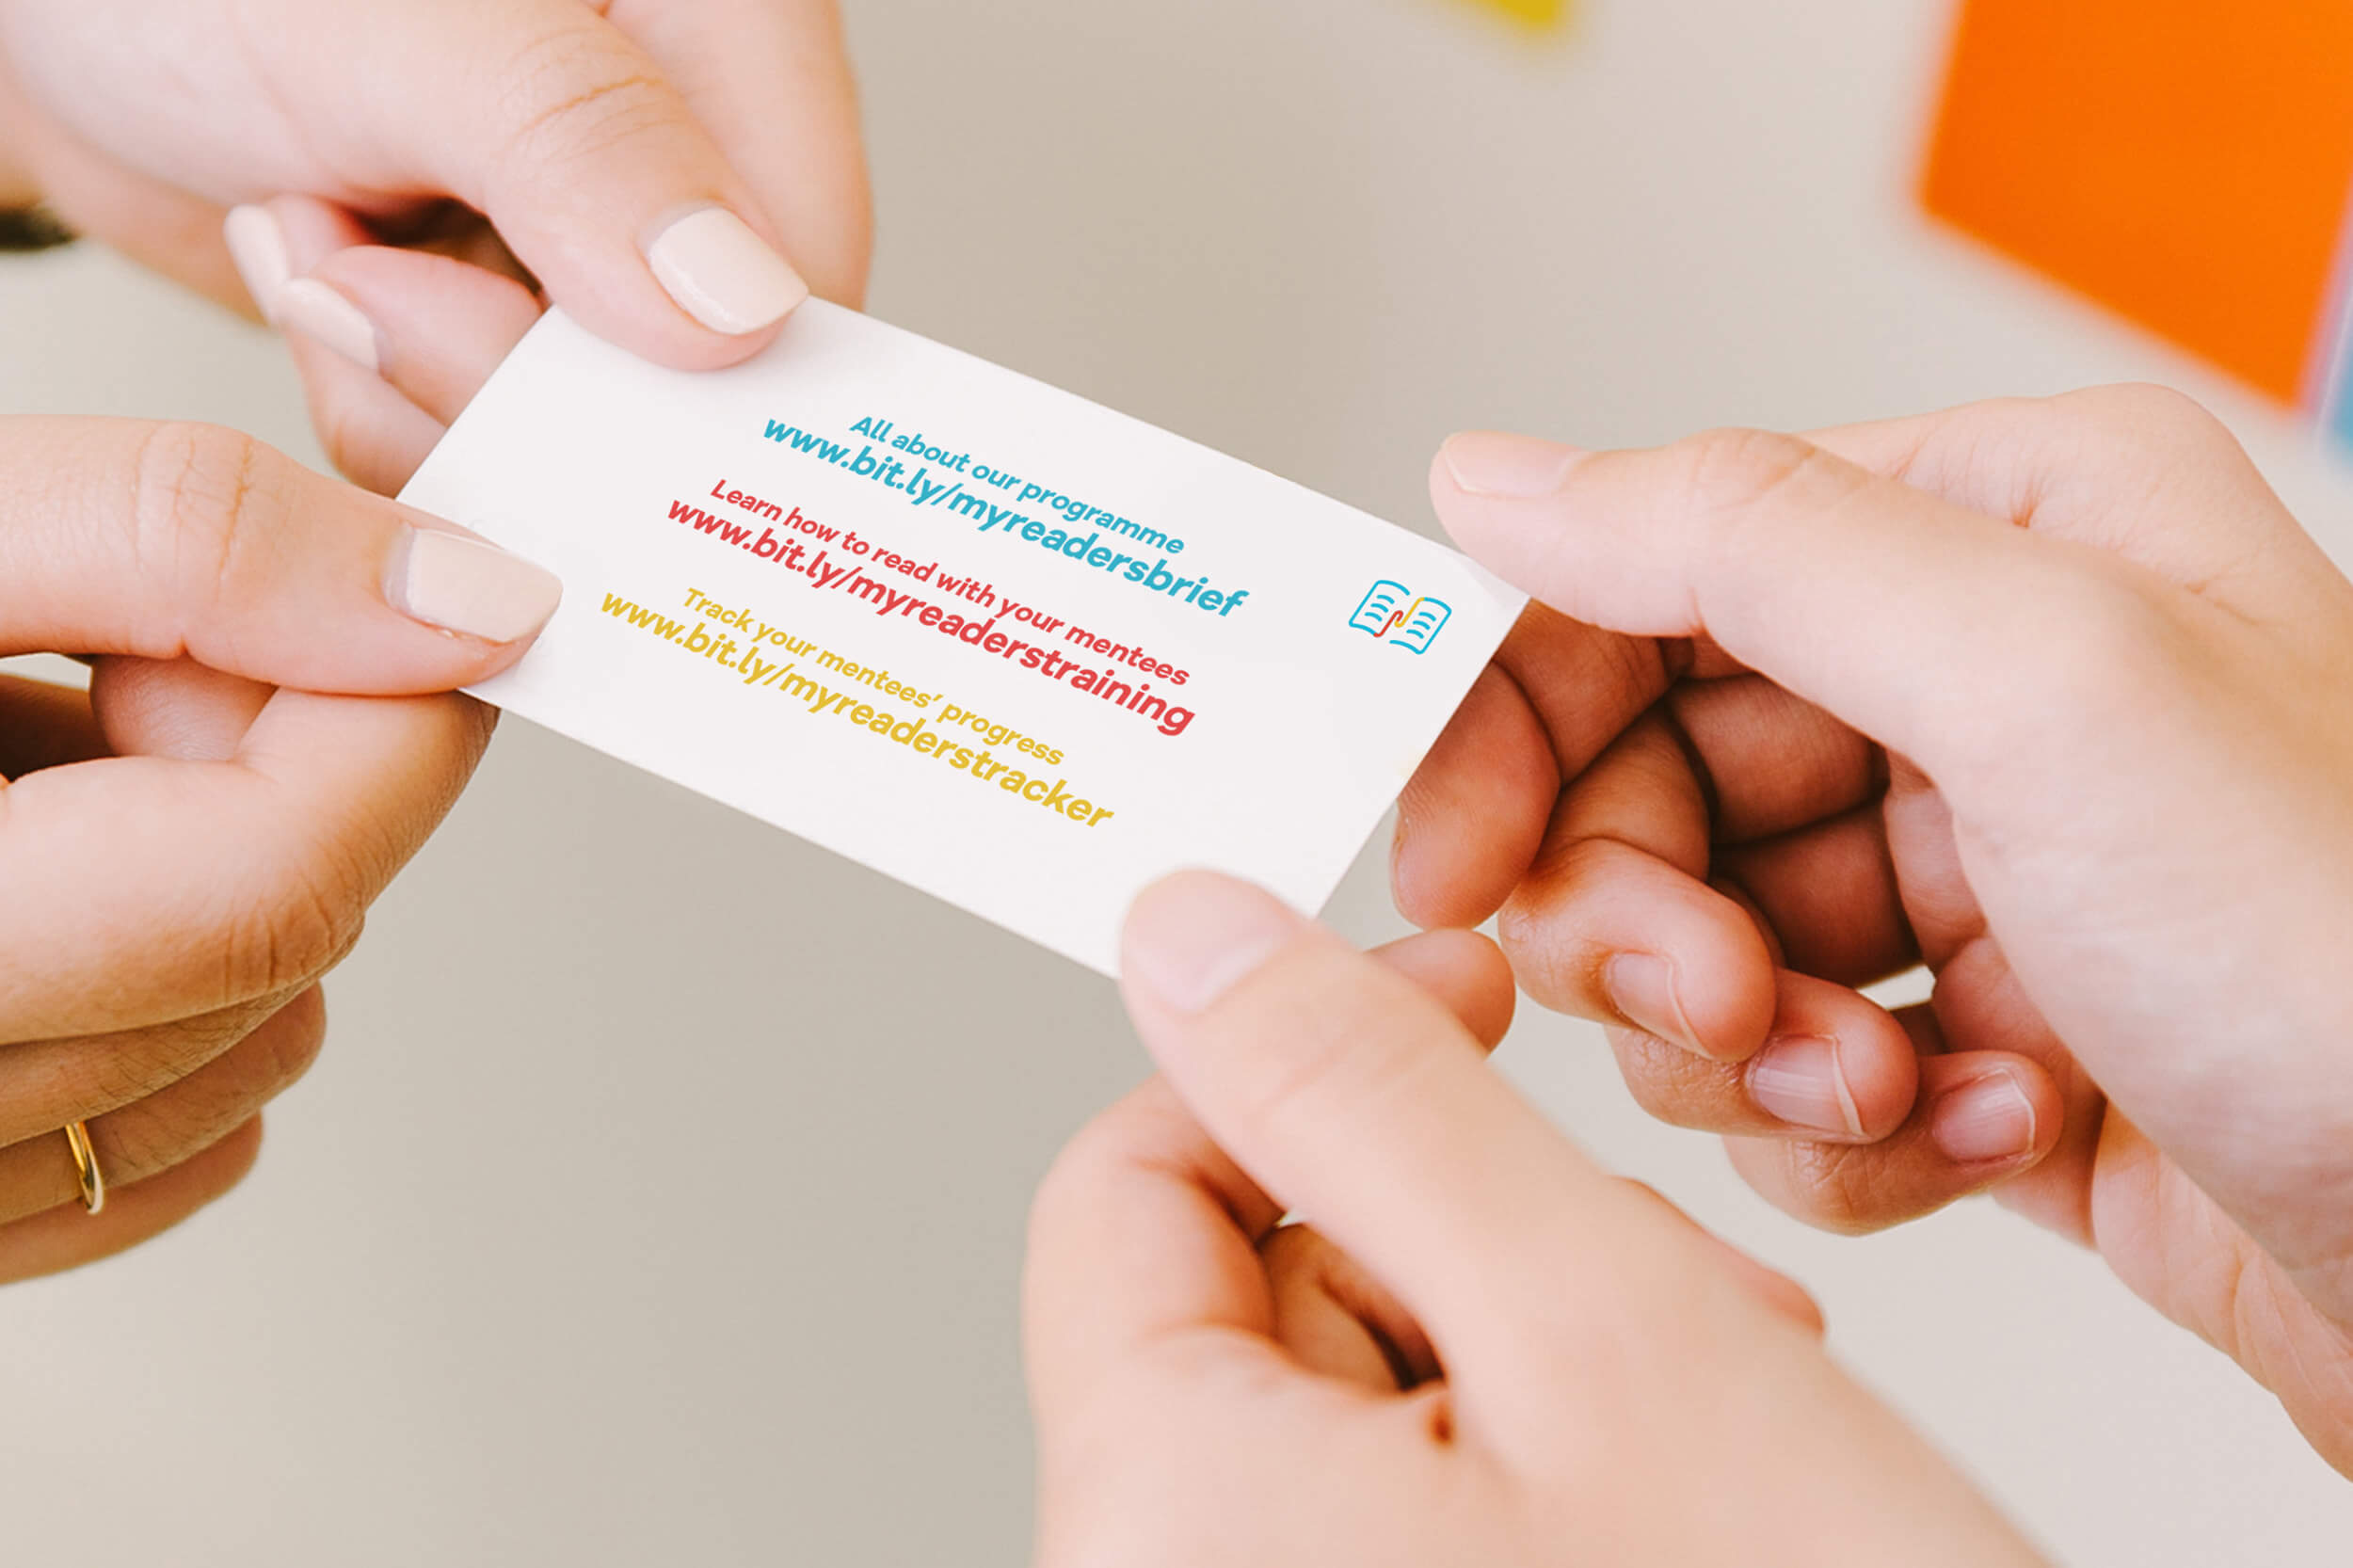 All about our programme
www.bit.ly/myreadersbrief
Learn how to read with your mentees
www.bit.ly/myreaderstraining
Track your mentees’ progress
www.bit.ly/myreaderstracker